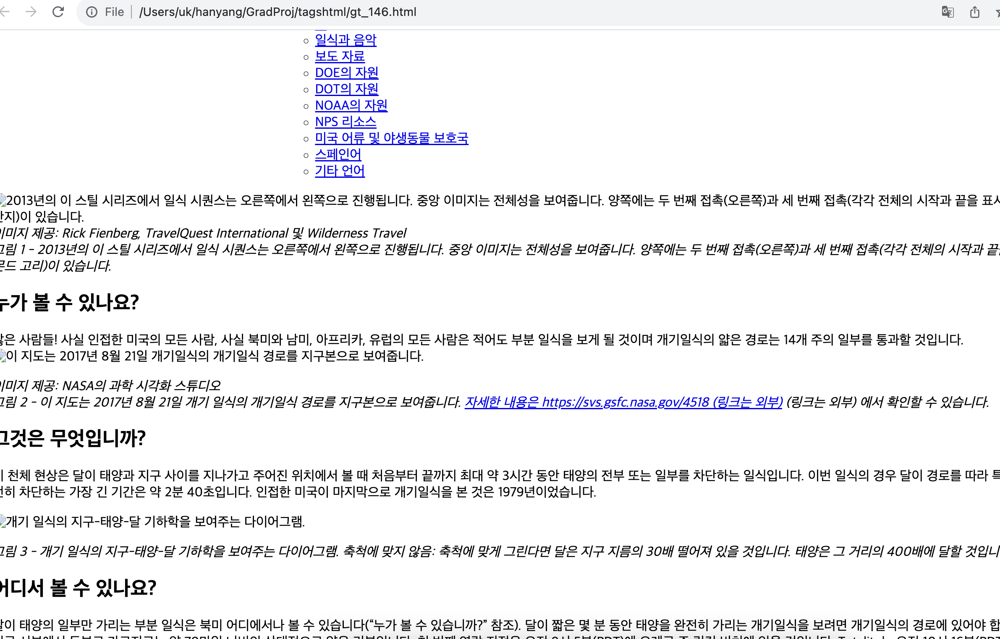 File /Users/uk/hanyang/GradProj/tagshtml/gt_146.html
일식과 음악
보도 자료
DOE의 자원
DOT의 자원
NOAA의 자원
NPS 리소스
미국 어류 및 야생동물 보호국
스페인어
기타 언어
2013년의 이 스틸 시리즈에서 일식 시퀀스는 오른쪽에서 왼쪽으로 진행됩니다. 중앙 이미지는 전체성을 보여줍니다. 양쪽에는 두 번째 접촉(오른쪽)과 세 번째 접촉(각각 전체의 시작과 끝을
있습니다.
이미지 제공: Rick Fienberg, TravelQuest International 및 Wilderness Travel
그림 1 - 2013년의 이 스틸 시리즈에서 일식 시퀀스는 오른쪽에서 왼쪽으로 진행됩니다. 중앙 이미지는 전체성을 보여줍니다. 양쪽에는 두 번째 접촉(오른쪽)과 세 번째 접촉(각각 전체의 시작과
고리)이 있습니다.
누가 볼 수 있나요?
많은 사람들! 사실 인접한 미국의 모든 사람, 사실 북미와 남미, 아프리카, 유럽의 모든 사람은 적어도 부분 일식을 보게 될 것이며 개기일식의 얇은 경로는 14개 주의 일부를 통과할 것입니다.
이 지도는 2017년 8월 21일 개기일식의 개기일식 경로를 지구본으로 보여줍니다.
이미지 제공: NASA의 과학 시각화 스튜디오
그림 2 - 이 지도는 2017년 8월 21일 개기 일식의 개기일식 경로를 지구본으로 보여줍니다. 자세한 내용은 https://svs.gsfc.nasa.gov/4518 (링크는 외부) (링크는 외부) 에서 확인할 수 있습니다.
그것은 무엇입니까?
이 천체 현상은 달이 태양과 지구 사이를 지나가고 주어진 위치에서 볼 때 처음부터 끝까지 최대 약 3시간 동안 태양의 전부 또는 일부를 차단하는 일식입니다. 이번 일식의 경우 달이 경로를 따라
차단하는 가장 긴 기간은 약 2분 40초입니다. 인접한 미국이 마지막으로 개기일식을 본 것은 1979년이었습니다.
개기 일식의 지구-태양-달 기하학을 보여주는 다이어그램.
그림 3 - 개기 일식의 지구-태양-달 기하학을 보여주는 다이어그램. 축척에 맞지 않음: 축척에 맞게 그린다면 달은 지구 지름의 30배 떨어져 있을 것입니다. 태양은 그 거리의 400배에 달할
어디서 볼 수 있나요?
달이 태양의 일부만 가리는 부분 일식은 북미 어디에서나 볼 수 있습니다(“누가 볼 수 있습니까?” 참조). 달이 짧은 몇 분 동안 태양을 완전히 가리는 개기일식을 보려면 개기일식의 경로에 있어야